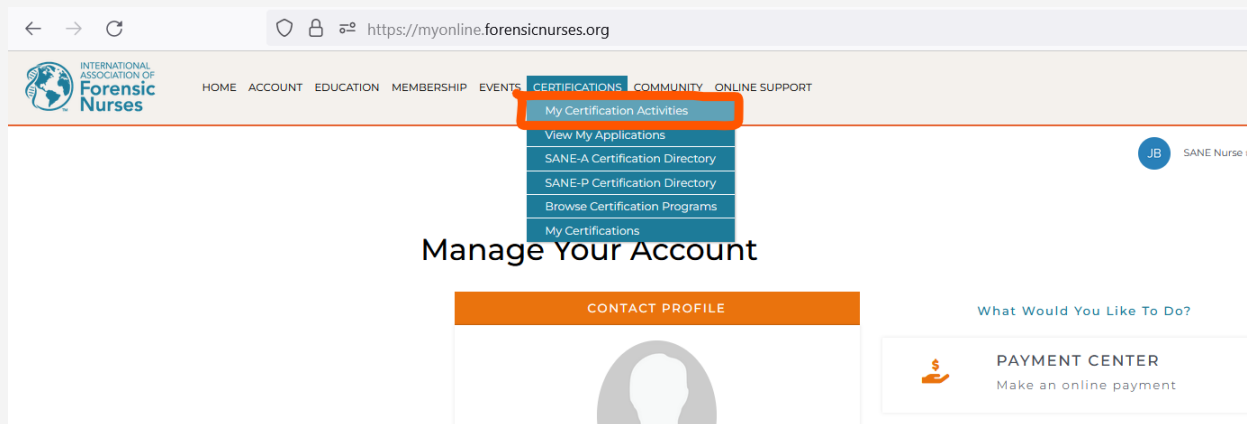 https://myonline.forensicnurses.org
INTERNATIONAL
ASSOCIATION OF
Forensic
Nurses
HOME ACCOUNT EDUCATION MEMBERSHIP EVENTS CERTIFICATIONS COMMUNITY ONLINE SUPPORT
My Certification Activities
View My Applications
SANE-A Certification Directory
SANE-P Certification Directory
Browse Certification Programs
My Certifications
JB SANE Nurse
Manage Your Account
CONTACT PROFILE
What Would You Like To Do?
$
PAYMENT CENTER
Make an online payment